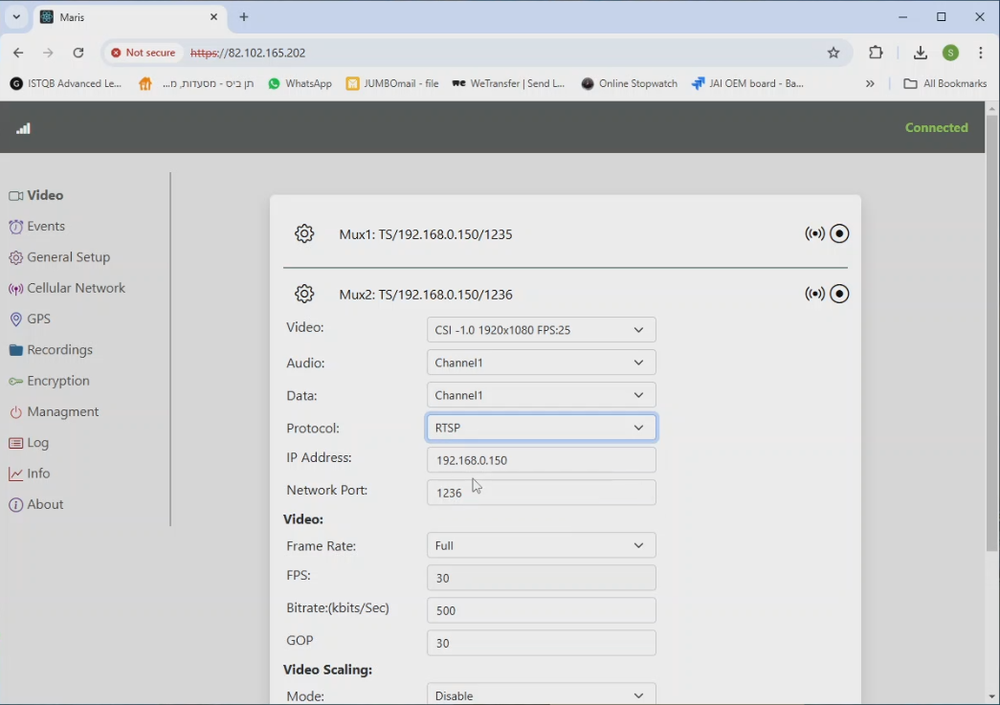 Maris
Not secure https://82.102.165.202
ISTQB Advanced Le... תן ביס - מסעדות, מ... WhatsApp JUMBOmail - file we WeTransfer | Send L... Online Stopwatch JAI OEM board - Ba... » All Bookmarks
Connected
Video
Events
General Setup
Cellular Network
GPS
Recordings
Encryption
Managment
Log
Info
About
Mux1: TS/192.168.0.150/1235
Mux2: TS/192.168.0.150/1236
Video: CSI -1.0 1920x1080 FPS:25
Audio: Channel1
Data: Channel1
Protocol: RTSP
IP Address: 192.168.0.150
Network Port: 1236
Video:
Frame Rate: Full
FPS: 30
Bitrate:(kbits/Sec) 500
GOP 30
Video Scaling:
Mode: Disable